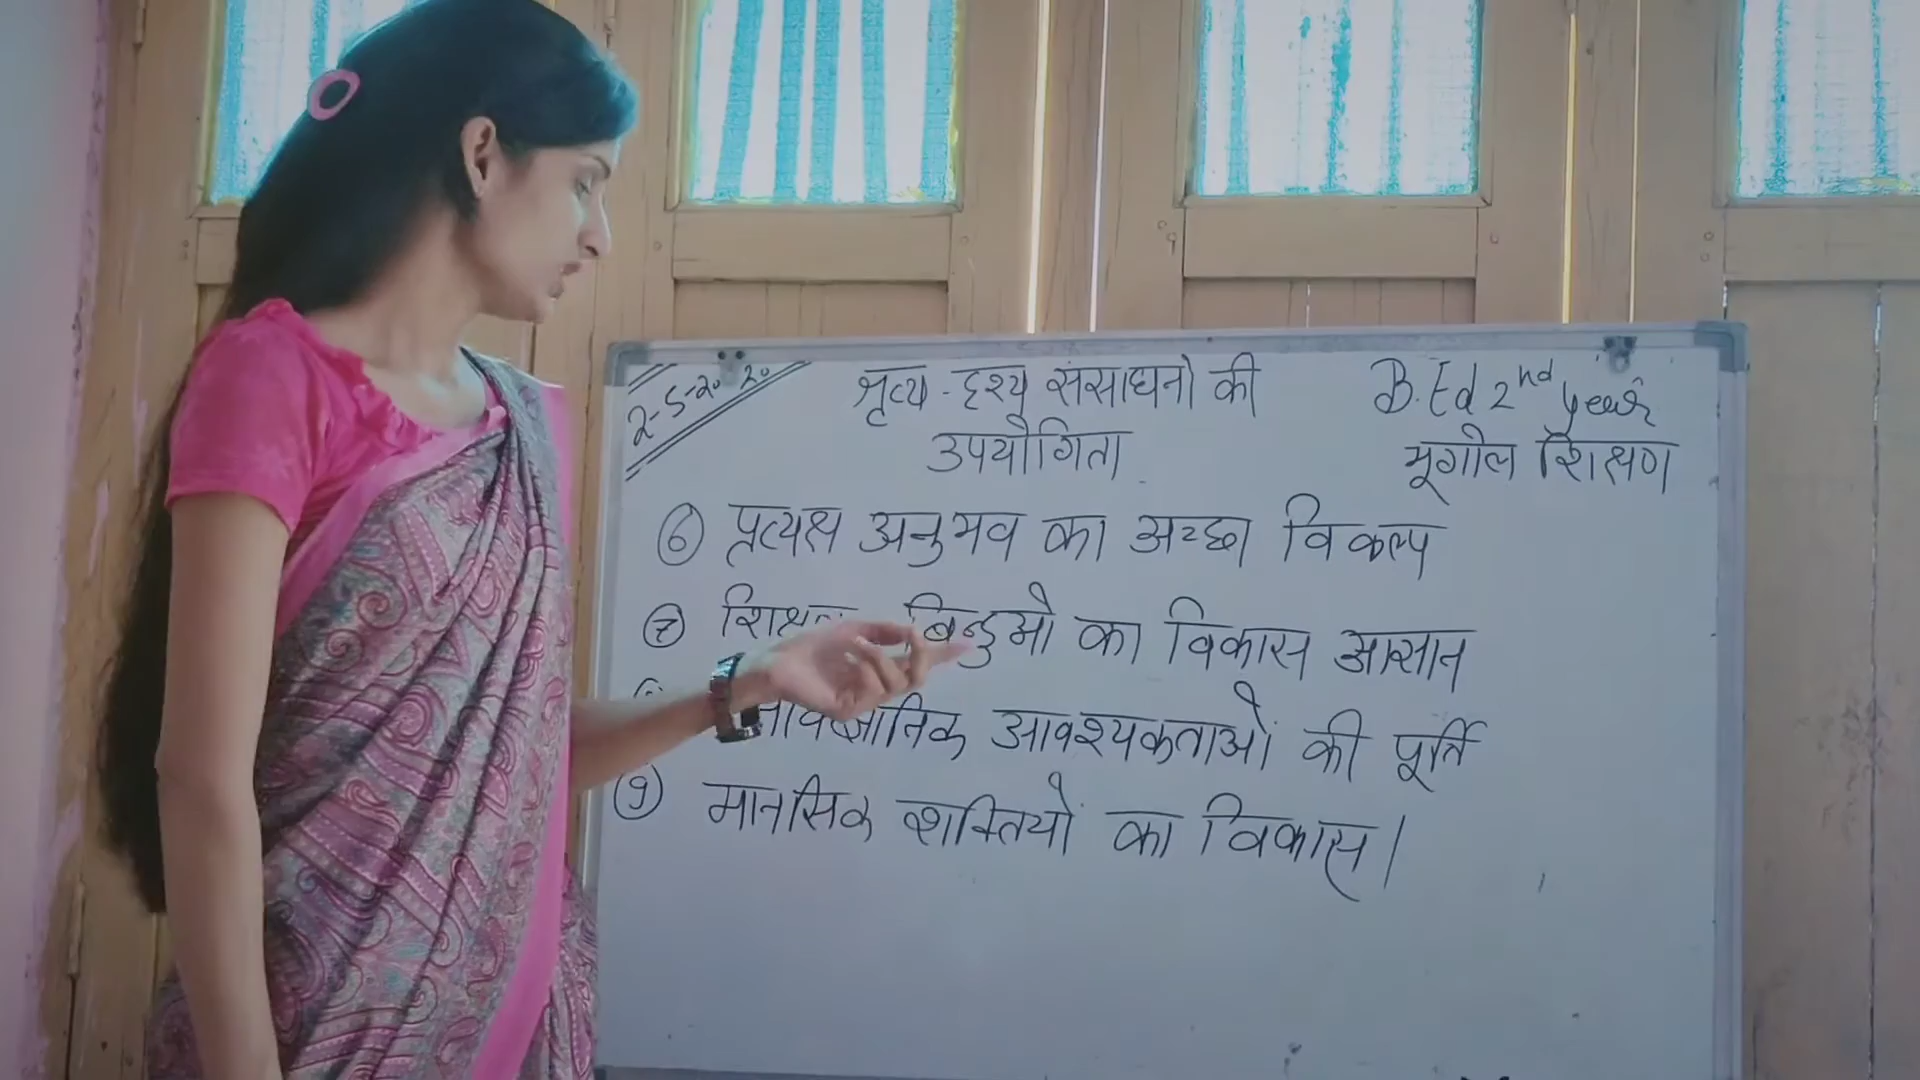 2-5-2020
श्रृव्य-दृश्य संसाधनो की
उपयोगिता
B.Ed 2nd year
भूगोल शिक्षण
⑥ प्रत्यक्ष अनुभव का अच्छा विकल्प
⑦ बिन्दुओ का विकास आसान
आवश्यकताओं की पूर्ति
⑨ मानसिक शक्तियों का विकास।